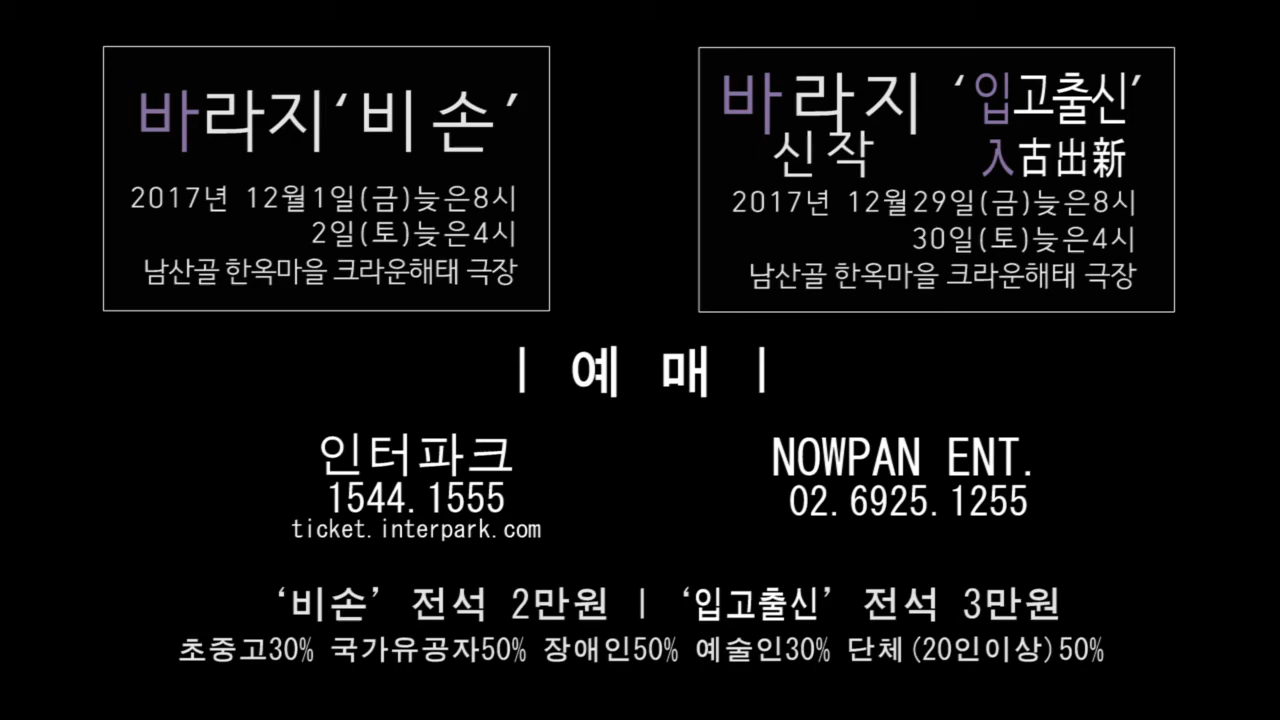 바라지‘비손’
2017년 12월1일(금)늦은8시
2일(토)늦은4시
남산골 한옥마을 크라운해태 극장
바라지 ‘입고출신’
신작 入古出新
2017년 12월29일(금)늦은8시
30일(토)늦은4시
남산골 한옥마을 크라운해태 극장
| 예 매 |
인터파크
1544.1555
ticket.interpark.com
NOWPAN ENT.
02.6925.1255
‘비손’ 전석 2만원 | ‘입고출신’ 전석 3만원
초중고30% 국가유공자50% 장애인50% 예술인30% 단체(20인이상)50%